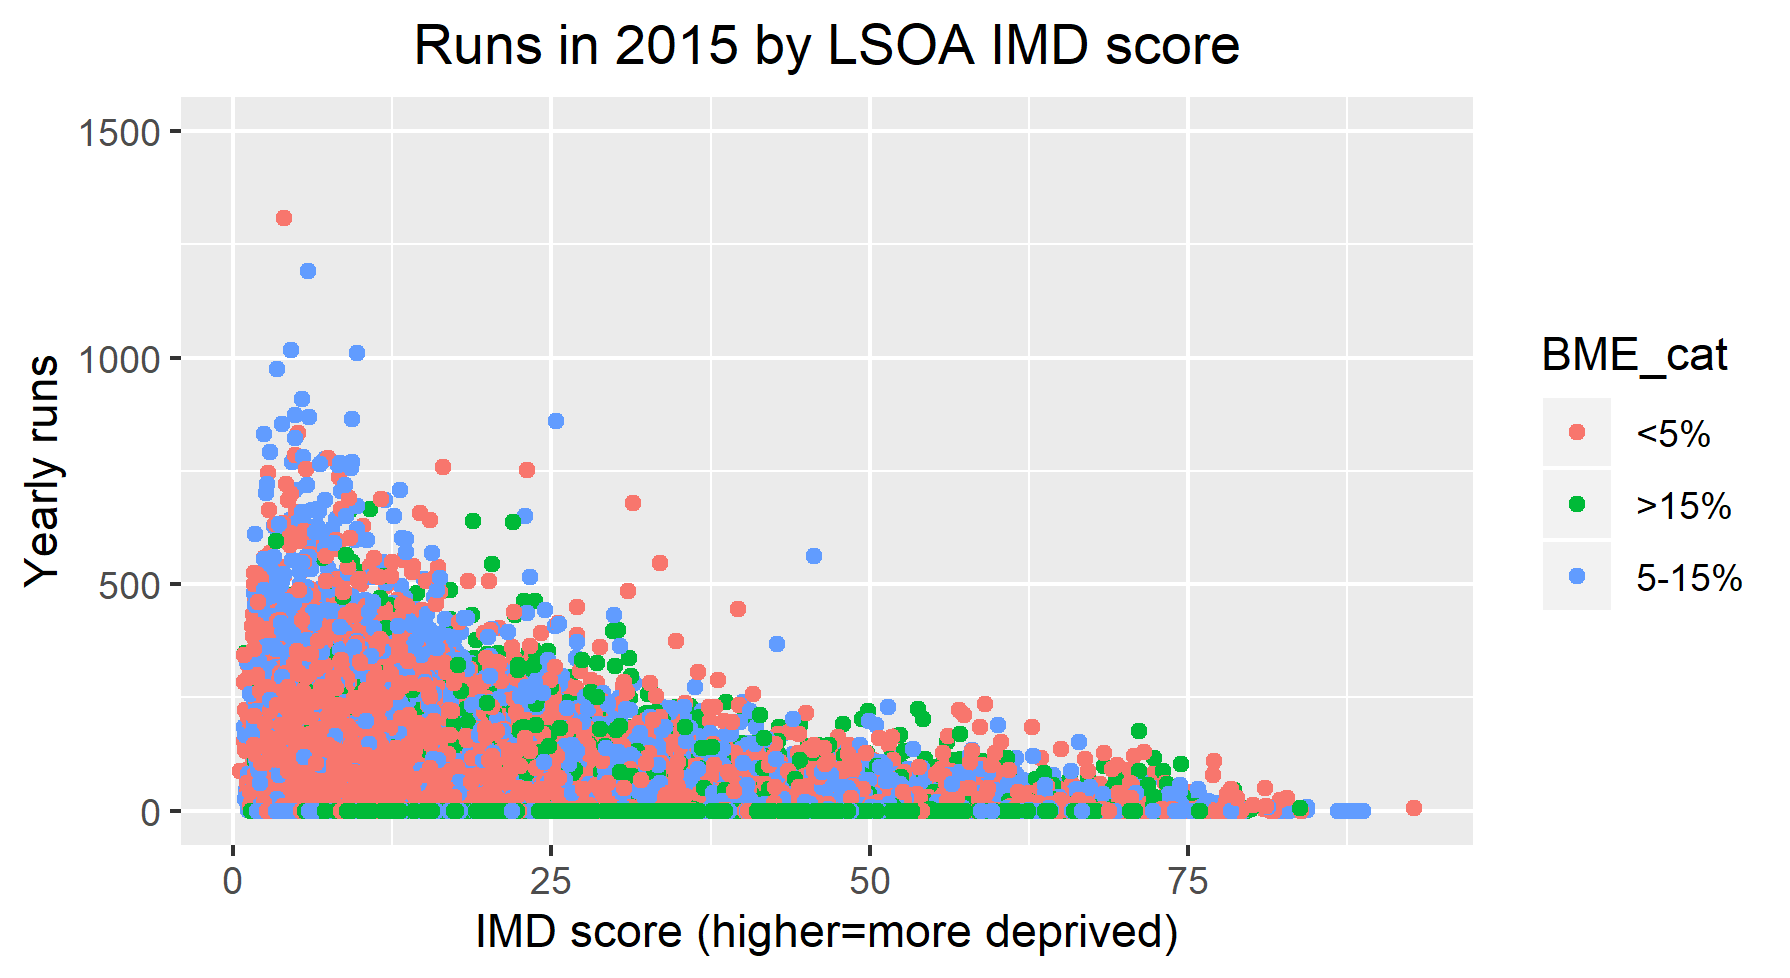 Runs in 2015 by LSOA IMD score
Yearly runs
1500
1000
500
0
0 25 50 75
IMD score (higher=more deprived)
BME_cat
<5%
>15%
5-15%